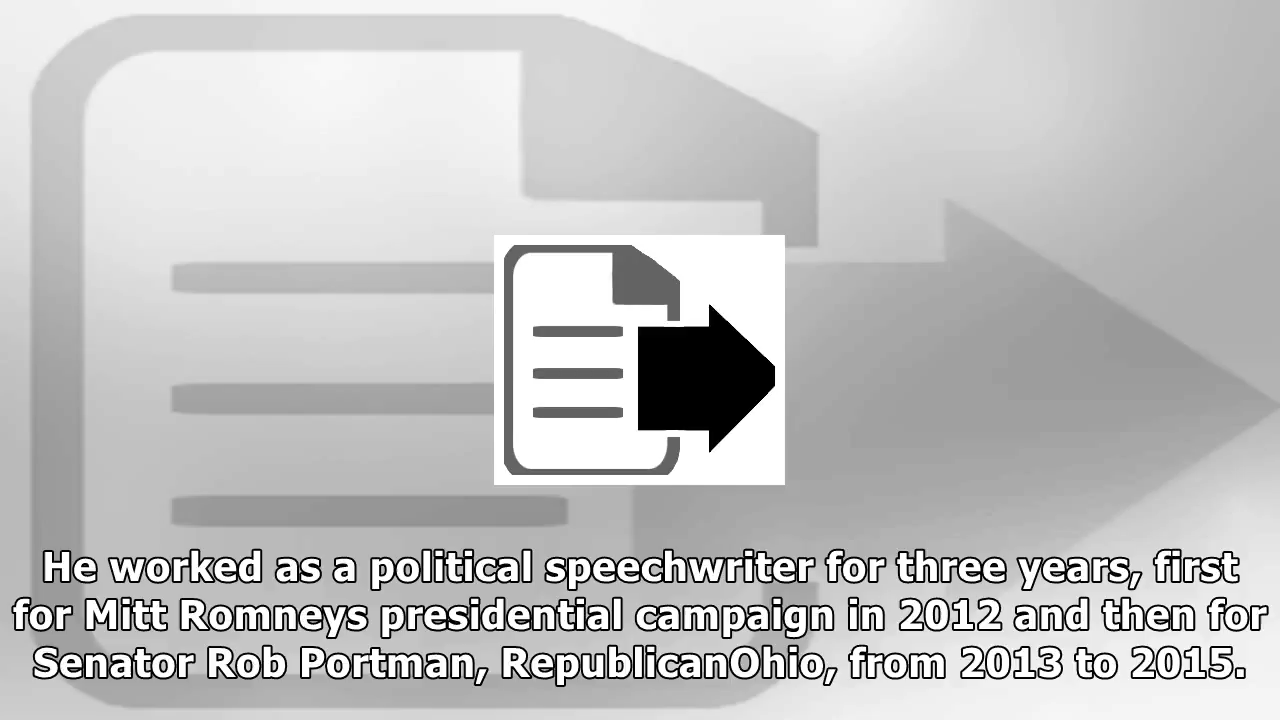 He worked as a political speechwriter for three years, first
for Mitt Romneys presidential campaign in 2012 and then for
Senator Rob Portman, RepublicanOhio, from 2013 to 2015.